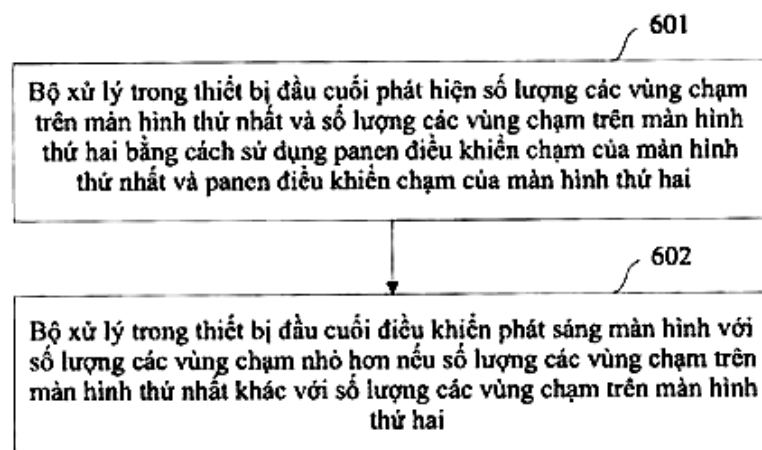 601
Bộ xử lý trong thiết bị đầu cuối phát hiện số lượng các vùng chạm
trên màn hình thứ nhất và số lượng các vùng chạm trên màn hình
thứ hai bằng cách sử dụng panen điều khiển chạm của màn hình
thứ nhất và panen điều khiển chạm của màn hình thứ hai
602
Bộ xử lý trong thiết bị đầu cuối điều khiển phát sáng màn hình với
số lượng các vùng chạm nhỏ hơn nếu số lượng các vùng chạm trên
màn hình thứ nhất khác với số lượng các vùng chạm trên màn hình
thứ hai